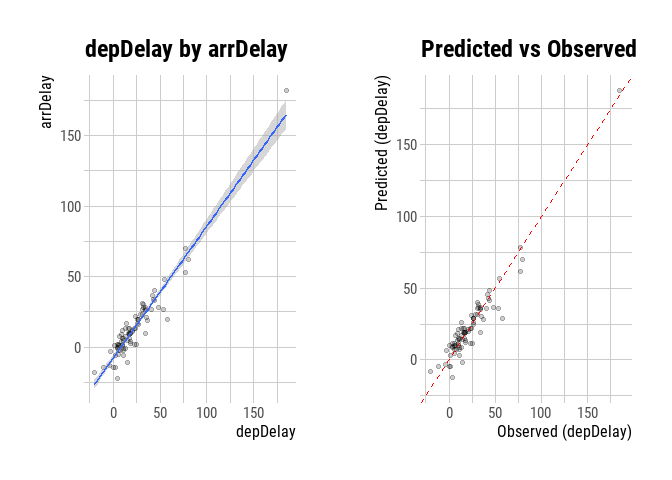 depDelay by arrDelay
arrDelay
150
100
50
0
0 50 100 150
depDelay
Predicted vs Observed
Predicted (depDelay)
150
100
50
0
0 50 100 150
Observed (depDelay)